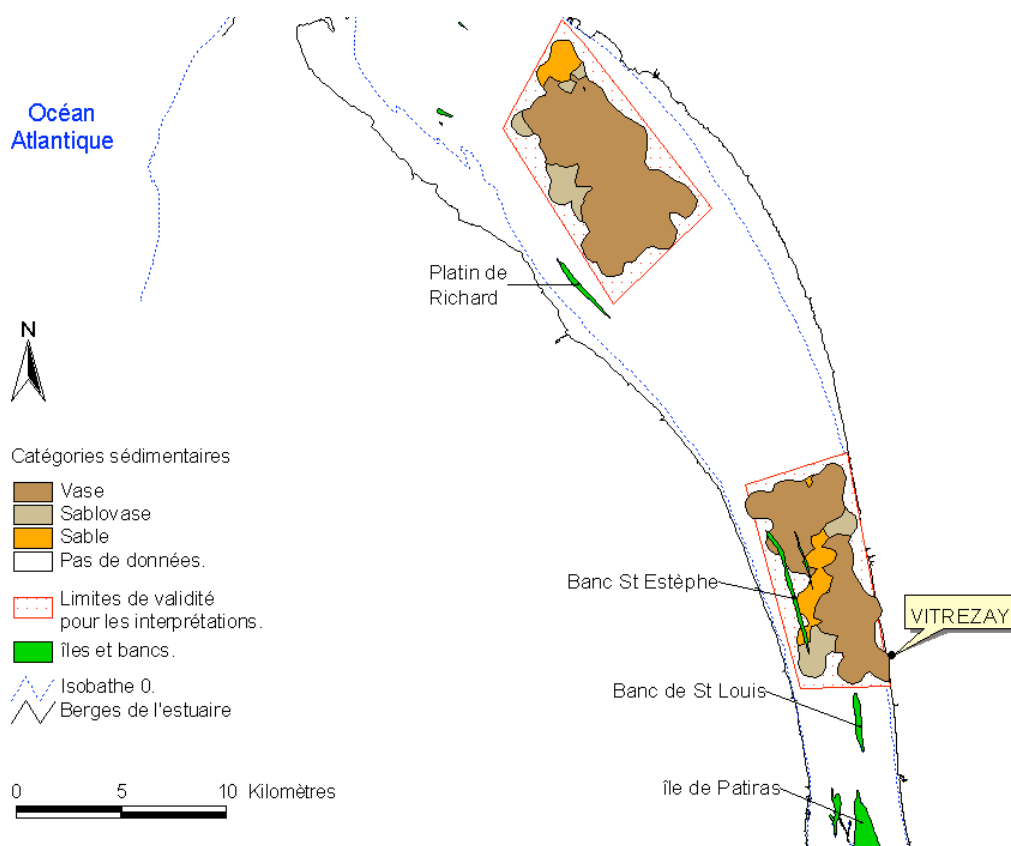 Océan
Atlantique
Platin de
Richard
N
Catégories sédimentaires
Vase
Sablovase
Sable
Pas de données.
Limites de validité
pour les interprétations.
îles et bancs.
Isobathe 0.
Berges de l'estuaire
0 5 10 Kilomètres
Banc St Estèphe
VITREZAY
Banc de St Louis
île de Patiras